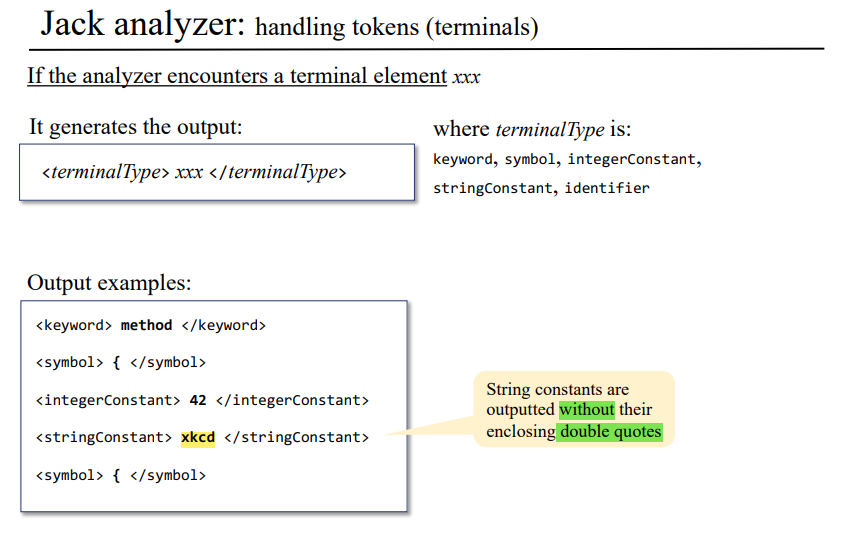 Jack analyzer: handling tokens (terminals)
If the analyzer encounters a terminal element xxx
It generates the output:
<terminalType> xxx </terminalType>
where terminalType is:
keyword, symbol, integerConstant,
stringConstant, identifier
Output examples:
<keyword> method </keyword>
<symbol> { </symbol>
<integerConstant> 42 </integerConstant>
<stringConstant> xkcd </stringConstant>
<symbol> { </symbol>
String constants are
outputted without their
enclosing double quotes